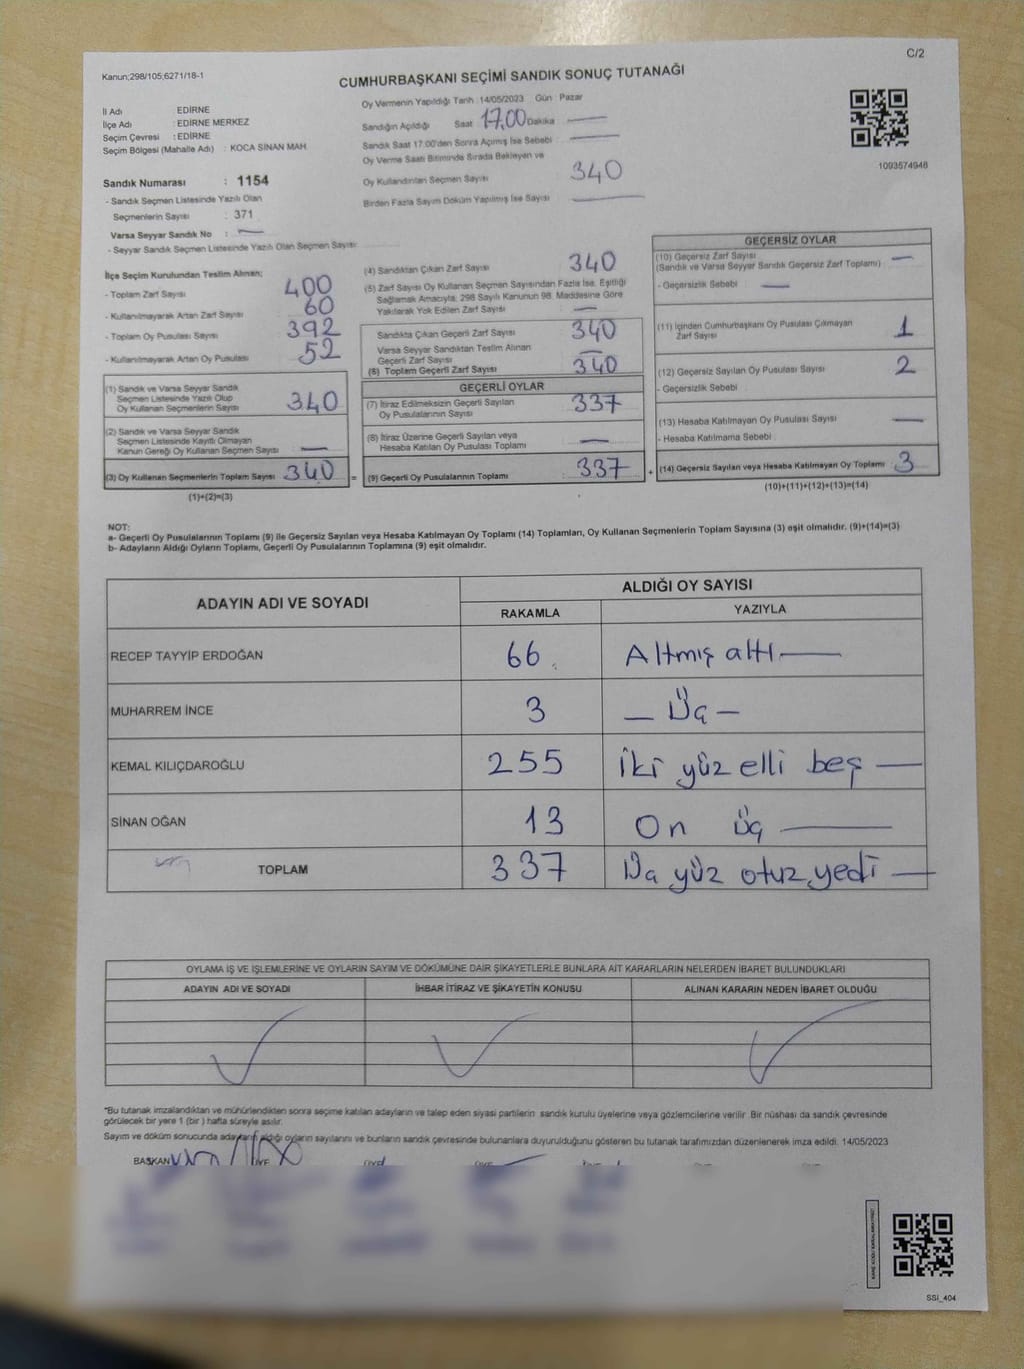 C/2
Kanun;298/105;6271/18-1
CUMHURBAŞKANI SEÇİMİ SANDIK SONUÇ TUTANAĞI
İl Adı : EDİRNE
İlçe Adı : EDİRNE MERKEZ
Seçim Çevresi : EDİRNE
Seçim Bölgesi (Mahalle Adı) : KOCA SİNAN MAH.
Sandık Numarası : 1154
- Sandık Seçmen Listesinde Yazılı Olan
Seçmenlerin Sayısı : 371
Varsa Seyyar Sandık No : —
- Seyyar Sandık Seçmen Listesinde Yazılı Olan Seçmen Sayısı:
Oy Vermenin Yapıldığı Tarih :14/05/2023 Gün : Pazar
Sandığın Açıldığı Saat 17,00 Dakika —
Sandık Saat 17:00'den Sonra Açılmış İse Sebebi : —
Oy Verme Saati Bitiminde Sırada Bekleyen ve
Oy Kullandırılan Seçmen Sayısı : 340
Birden Fazla Sayım Döküm Yapılmış İse Sayısı : —
1093574948
İlçe Seçim Kurulundan Teslim Alınan;
- Toplam Zarf Sayısı : 400
- Kullanılmayarak Artan Zarf Sayısı : 60
- Toplam Oy Pusulası Sayısı : 392
- Kullanılmayarak Artan Oy Pusulası : 52
(1) Sandık ve Varsa Seyyar Sandık
Seçmen Listesinde Yazılı Olup
Oy Kullanan Seçmenlerin Sayısı : 340
(2) Sandık ve Varsa Seyyar Sandık
Seçmen Listesinde Kayıtlı Olmayan
Kanun Gereği Oy Kullanan Seçmen Sayısı : —
(3) Oy Kullanan Seçmenlerin Toplam Sayısı : 340 =
(1)+(2)=(3)
(4) Sandıktan Çıkan Zarf Sayısı : 340
(5) Zarf Sayısı Oy Kullanan Seçmen Sayısından Fazla İse, Eşitliği
Sağlamak Amacıyla; 298 Sayılı Kanunun 98. Maddesine Göre
Yakılarak Yok Edilen Zarf Sayısı : —
Sandıkta Çıkan Geçerli Zarf Sayısı : 340
Varsa Seyyar Sandıktan Teslim Alınan
Geçerli Zarf Sayısı : —
(6) Toplam Geçerli Zarf Sayısı : 340
GEÇERLİ OYLAR
(7) İtiraz Edilmeksizin Geçerli Sayılan
Oy Pusulalarının Sayısı : 337
(8) İtiraz Üzerine Geçerli Sayılan veya
Hesaba Katılan Oy Pusulası Toplamı : —
(9) Geçerli Oy Pusulalarının Toplamı : 337 +
GEÇERSİZ OYLAR
(10) Geçersiz Zarf Sayısı
(Sandık ve Varsa Seyyar Sandık Geçersiz Zarf Toplamı) : —
- Geçersizlik Sebebi : —
(11) İçinden Cumhurbaşkanı Oy Pusulası Çıkmayan
Zarf Sayısı : 1
(12) Geçersiz Sayılan Oy Pusulası Sayısı : 2
- Geçersizlik Sebebi :
(13) Hesaba Katılmayan Oy Pusulası Sayısı : —
- Hesaba Katılmama Sebebi :
(14) Geçersiz Sayılan veya Hesaba Katılmayan Oy Toplamı : 3
(10)+(11)+(12)+(13)=(14)
NOT:
a- Geçerli Oy Pusulalarının Toplamı (9) ile Geçersiz Sayılan veya Hesaba Katılmayan Oy Toplamı (14) Toplamları, Oy Kullanan Seçmenlerin Toplam Sayısına (3) eşit olmalıdır. (9)+(14)=(3)
b- Adayların Aldığı Oyların Toplamı, Geçerli Oy Pusulalarının Toplamına (9) eşit olmalıdır.
ADAYIN ADI VE SOYADI
ALDIĞI OY SAYISI
RAKAMLA YAZIYLA
RECEP TAYYİP ERDOĞAN 66 Altmış altı —
MUHARREM İNCE 3 — Üç —
KEMAL KILIÇDAROĞLU 255 İki yüz elli beş —
SİNAN OĞAN 13 On üç —
TOPLAM 337 Üç yüz otuz yedi —
OYLAMA İŞ VE İŞLEMLERİNE VE OYLARIN SAYIM VE DÖKÜMÜNE DAİR ŞİKAYETLERLE BUNLARA AİT KARARLARIN NELERDEN İBARET BULUNDUKLARI
ADAYIN ADI VE SOYADI İHBAR İTİRAZ VE ŞİKAYETİN KONUSU ALINAN KARARIN NEDEN İBARET OLDUĞU
*Bu tutanak imzalandıktan ve mühürlendikten sonra seçime katılan adayların ve talep eden siyasi partilerin sandık kurulu üyelerine veya gözlemcilerine verilir. Bir nüshası da sandık çevresinde
görülecek bir yere 1 (bir ) hafta süreyle asılır.
Sayım ve döküm sonucunda adayların aldığı oyların sayılarını ve bunların sandık çevresinde bulunanlara duyurulduğunu gösteren bu tutanak tarafımızdan düzenlenerek imza edildi. 14/05/2023
BAŞKAN ÜYE
SSİ_404